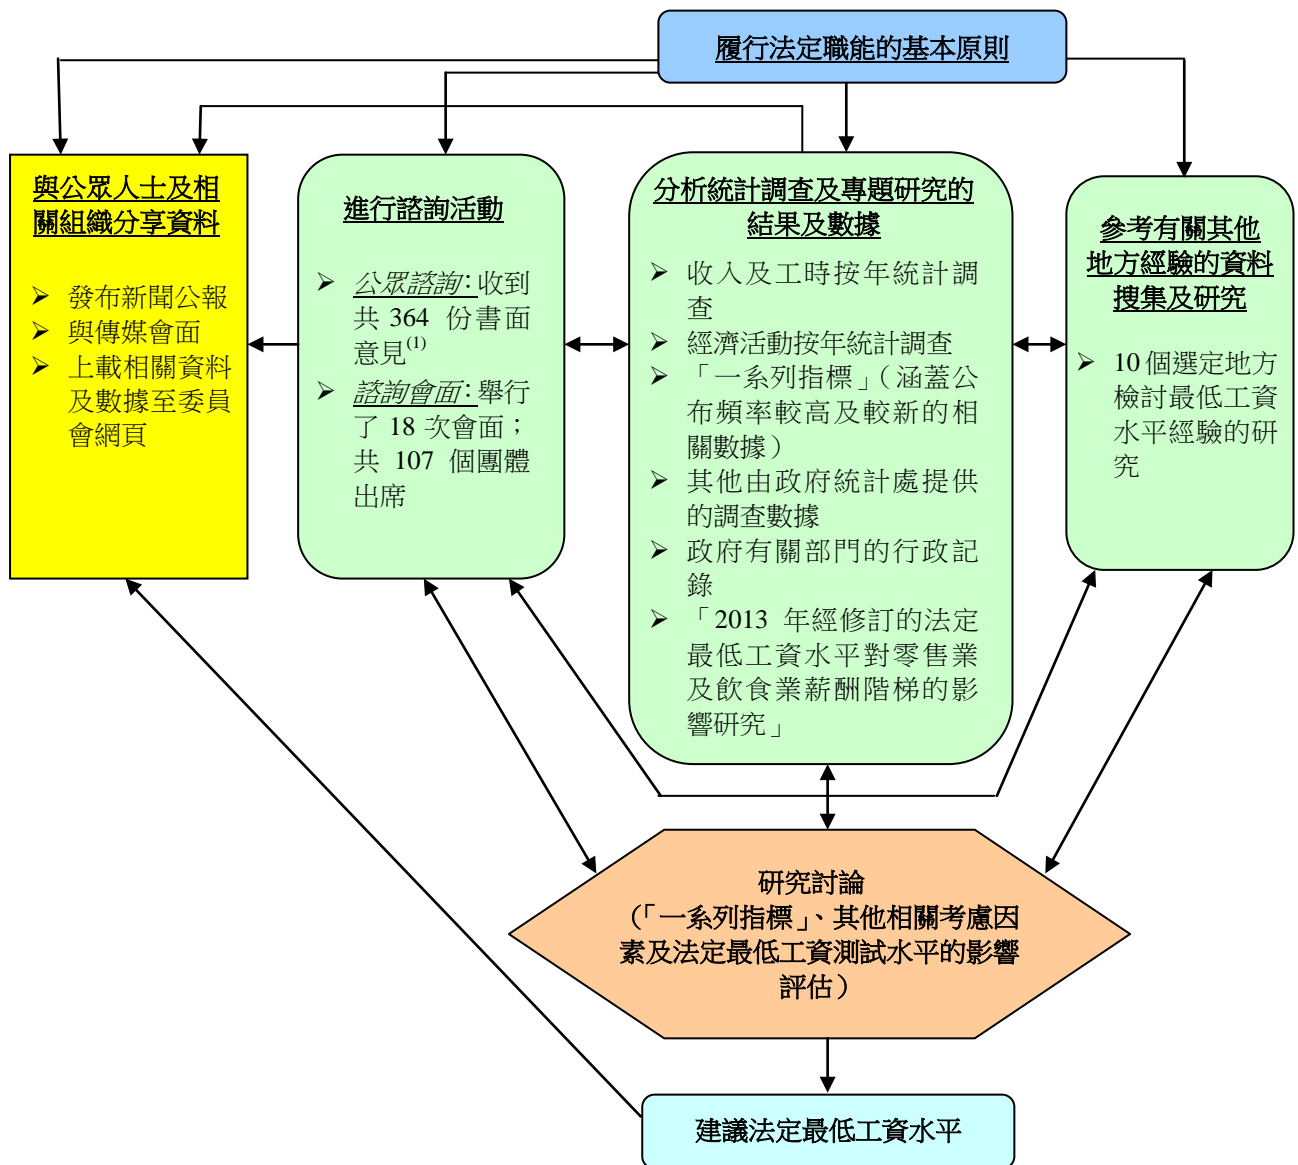 履行法定職能的基本原則
與公眾人士及相
關組織分享資料
➢ 發布新聞公報
➢ 與傳媒會面
➢ 上載相關資料
及數據至委員
會網頁
進行諮詢活動
➢ 公眾諮詢：收到
共 364 份書面
意見(1)
➢ 諮詢會面：舉行
了 18 次會面；
共 107 個團體
出席
分析統計調查及專題研究的
結果及數據
➢ 收入及工時按年統計調
查
➢ 經濟活動按年統計調查
➢ 「一系列指標」（涵蓋公
布頻率較高及較新的相
關數據）
➢ 其他由政府統計處提供
的調查數據
➢ 政府有關部門的行政記
錄
➢ 「2013 年經修訂的法定
最低工資水平對零售業
及飲食業薪酬階梯的影
響研究」
參考有關其他
地方經驗的資料
搜集及研究
➢ 10 個選定地方
檢討最低工資
水平經驗的研
究
研究討論
（「一系列指標」、其他相關考慮因
素及法定最低工資測試水平的影響
評估）
建議法定最低工資水平